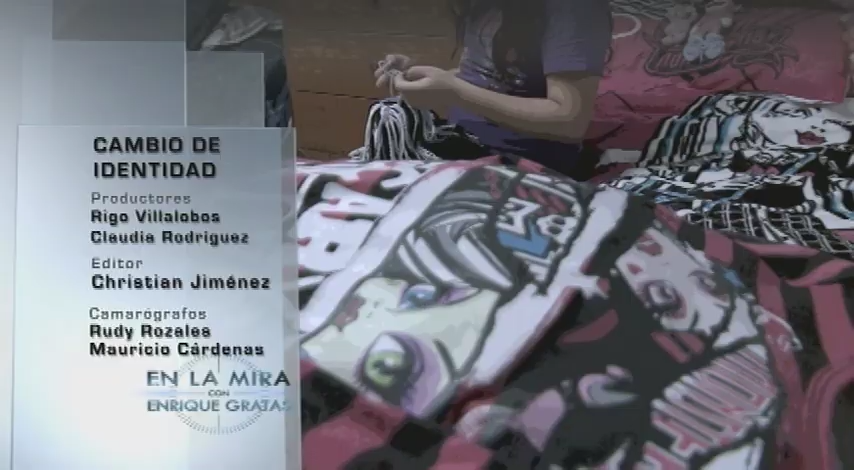 CAMBIO DE
IDENTIDAD
Productores
Rigo Villalobos
Claudia Rodríguez
Editor
Christian Jiménez
Camarógrafos
Rudy Rozales
Mauricio Cárdenas
EN LA MIRA
CON
ENRIQUE GRATAS